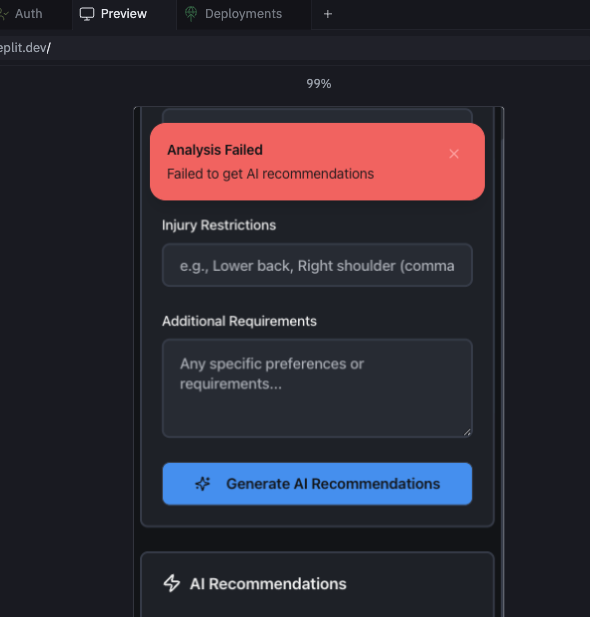 Auth
Preview
Deployments
+
eplit.dev/
99%
Analysis Failed
Failed to get AI recommendations
Injury Restrictions
e.g., Lower back, Right shoulder (comma
Additional Requirements
Any specific preferences or
requirements...
Generate AI Recommendations
AI Recommendations